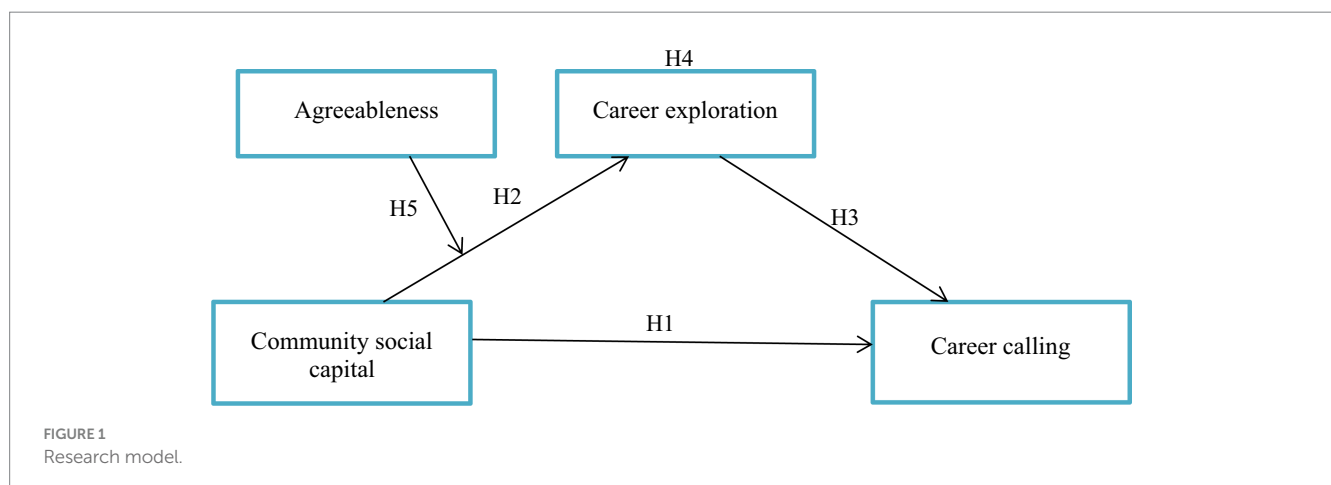 H4
Agreeableness
Career exploration
H5
H2
H3
Community social
capital
H1
Career calling
FIGURE 1
Research model.